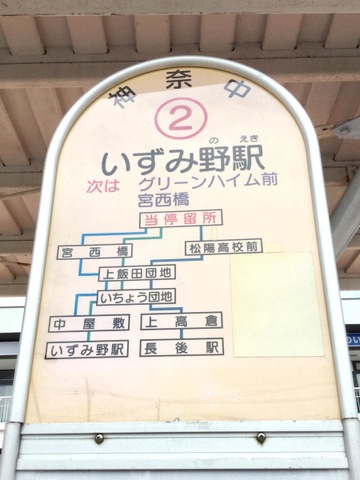 神奈中
②
の えき
いずみ野駅
次は グリーンハイム前
宮西橋
当停留所
宮西橋 松陽高校前
上飯田団地
いちょう団地
中屋敷 上高倉
いずみ野駅 長後駅